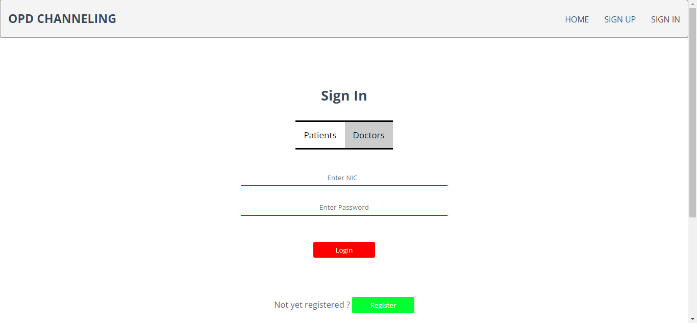 OPD CHANNELING
HOME SIGN UP SIGN IN
Sign In
Patients Doctors
Enter NIC
Enter Password
Login
Not yet registered ? Register